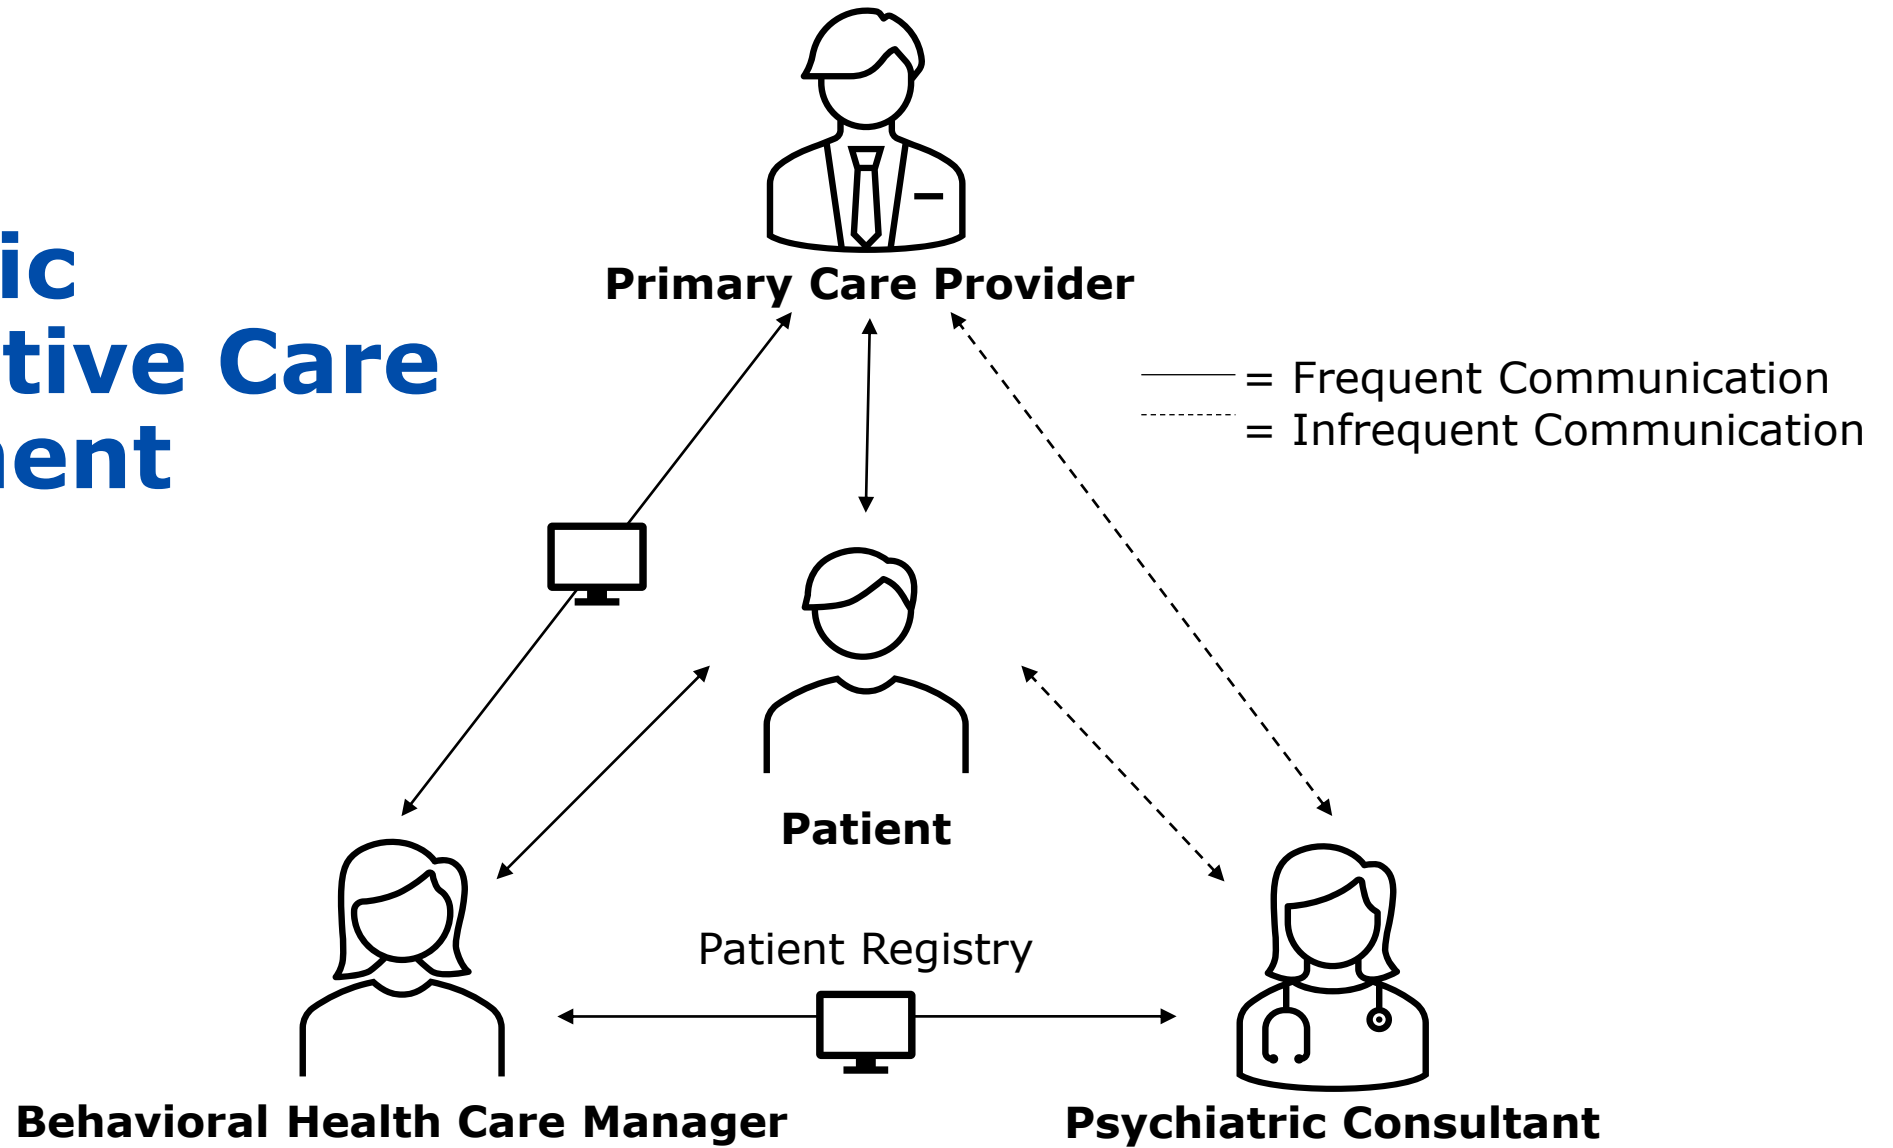 ic
tive Care
ent
Primary Care Provider
= Frequent Communication
= Infrequent Communication
Patient
Patient Registry
Behavioral Health Care Manager
Psychiatric Consultant